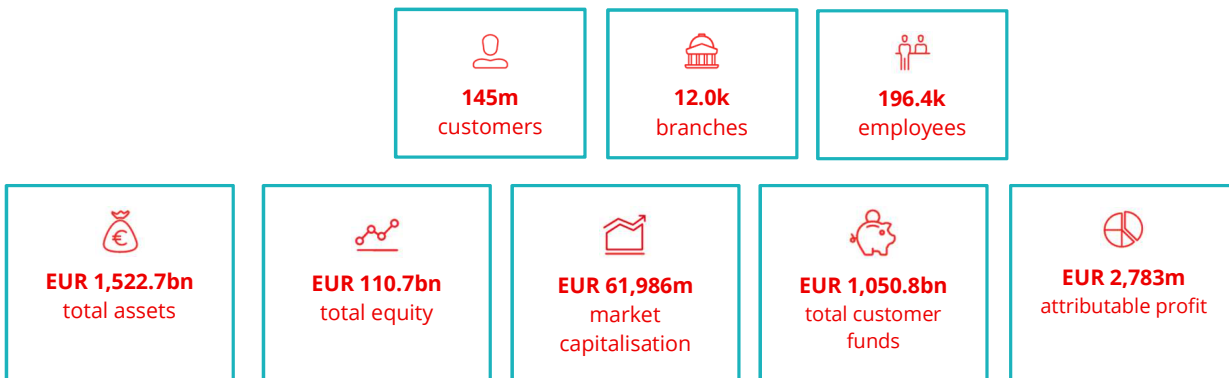 145m
customers
12.0k
branches
196.4k
employees
€
EUR 1,522.7bn
total assets
EUR 110.7bn
total equity
EUR 61,986m
market
capitalisation
EUR 1,050.8bn
total customer
funds
EUR 2,783m
attributable profit